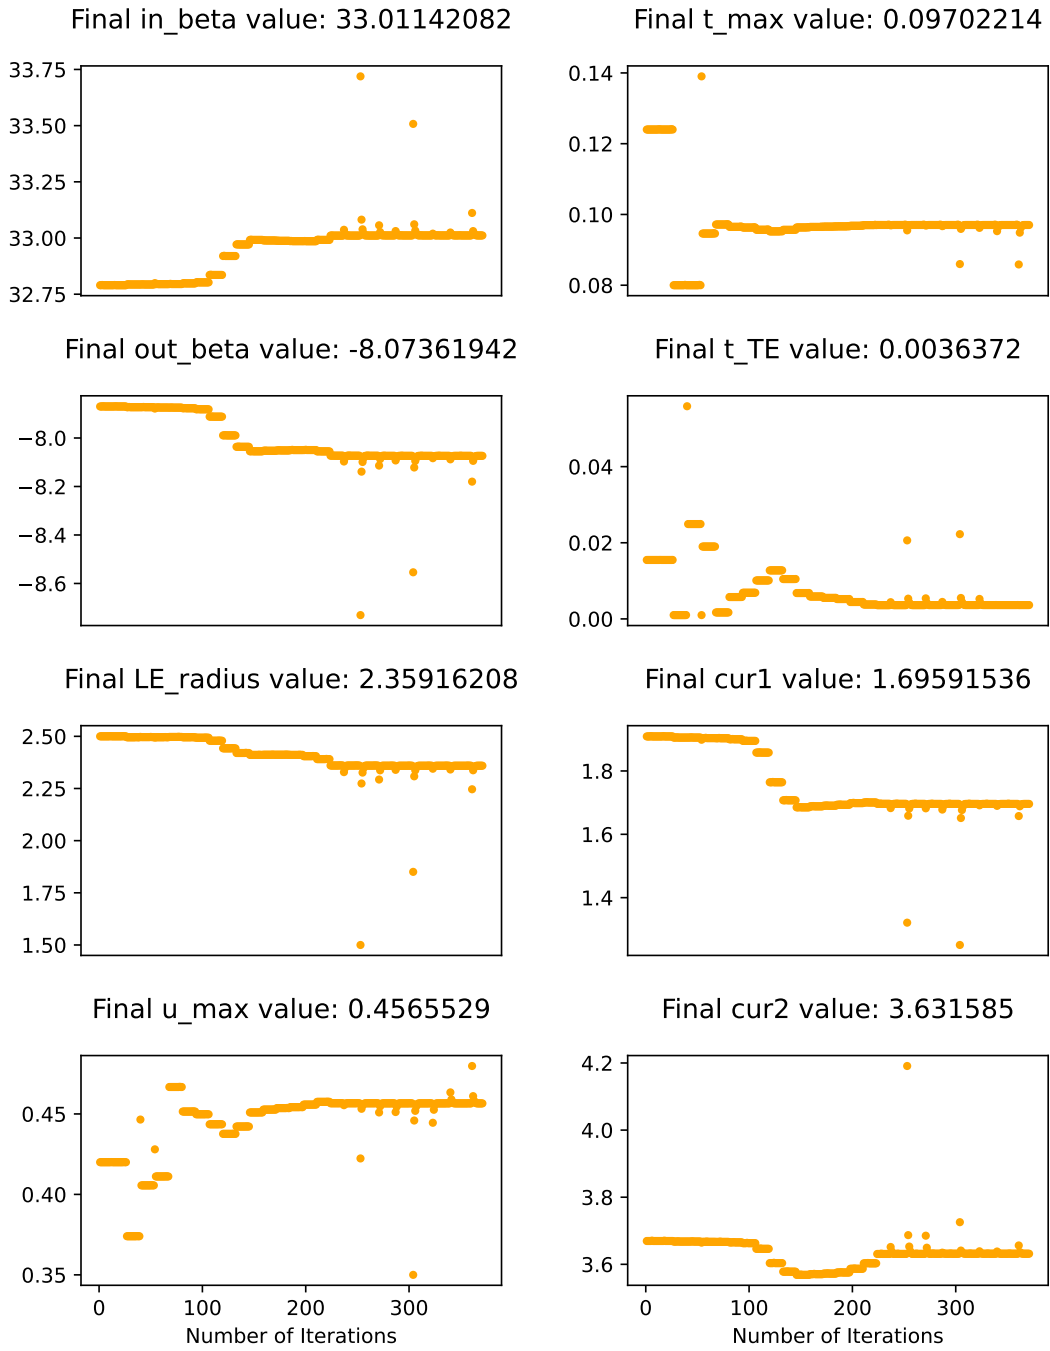 Final in_beta value: 33.01142082
33.75
33.50
33.25
33.00
32.75
Final t_max value: 0.09702214
0.14
0.12
0.10
0.08
Final out_beta value: -8.07361942
−8.0
−8.2
−8.4
−8.6
Final t_TE value: 0.0036372
0.04
0.02
0.00
Final LE_radius value: 2.35916208
2.50
2.25
2.00
1.75
1.50
Final cur1 value: 1.69591536
1.8
1.6
1.4
Final u_max value: 0.4565529
0.45
0.40
0.35
0 100 200 300
Number of Iterations
Final cur2 value: 3.631585
4.2
4.0
3.8
3.6
0 100 200 300
Number of Iterations